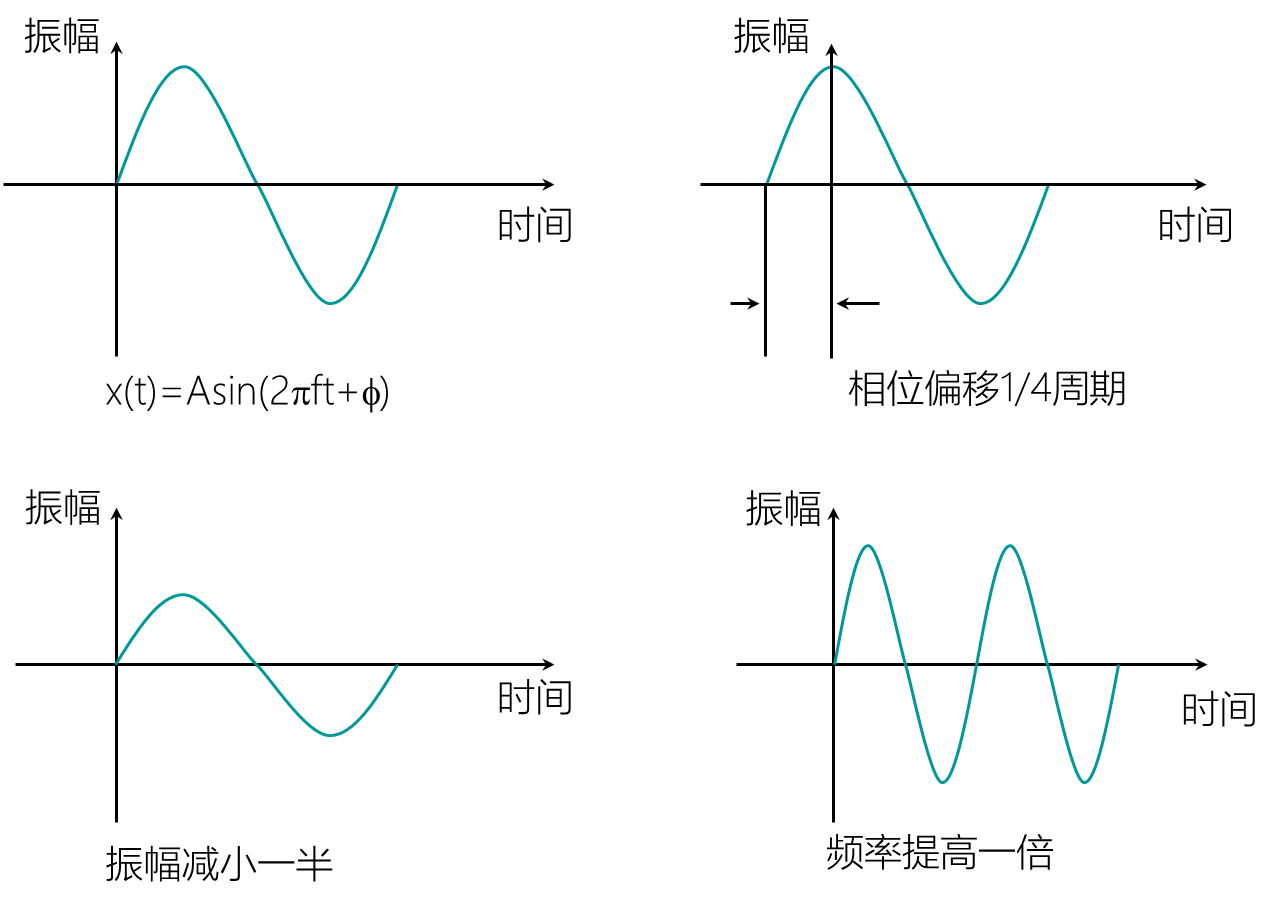 振幅
时间
x(t)=Asin(2πft+ϕ)
振幅
时间
相位偏移1/4周期
振幅
时间
振幅减小一半
振幅
时间
频率提高一倍